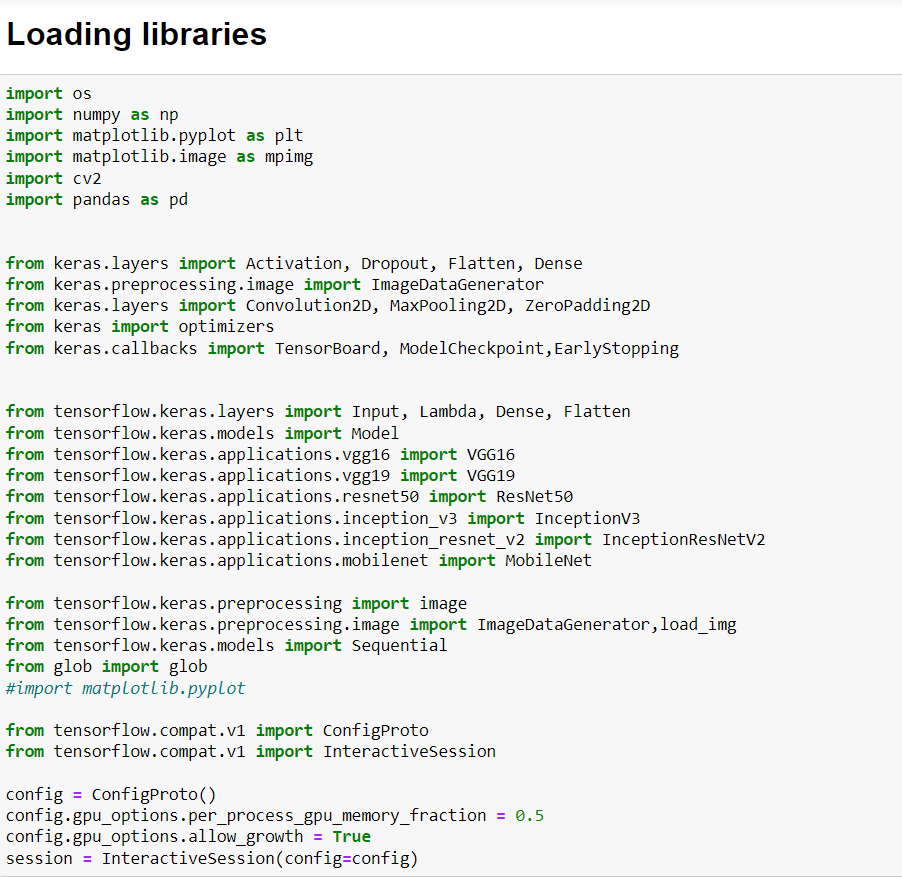 Loading libraries
import os
import numpy as np
import matplotlib.pyplot as plt
import matplotlib.image as mpimg
import cv2
import pandas as pd
from keras.layers import Activation, Dropout, Flatten, Dense
from keras.preprocessing.image import ImageDataGenerator
from keras.layers import Convolution2D, MaxPooling2D, ZeroPadding2D
from keras import optimizers
from keras.callbacks import TensorBoard, ModelCheckpoint,EarlyStopping
from tensorflow.keras.layers import Input, Lambda, Dense, Flatten
from tensorflow.keras.models import Model
from tensorflow.keras.applications.vgg16 import VGG16
from tensorflow.keras.applications.vgg19 import VGG19
from tensorflow.keras.applications.resnet50 import ResNet50
from tensorflow.keras.applications.inception_v3 import InceptionV3
from tensorflow.keras.applications.inception_resnet_v2 import InceptionResNetV2
from tensorflow.keras.applications.mobilenet import MobileNet
from tensorflow.keras.preprocessing import image
from tensorflow.keras.preprocessing.image import ImageDataGenerator,load_img
from tensorflow.keras.models import Sequential
from glob import glob
#import matplotlib.pyplot
from tensorflow.compat.v1 import ConfigProto
from tensorflow.compat.v1 import InteractiveSession
config = ConfigProto()
config.gpu_options.per_process_gpu_memory_fraction = 0.5
config.gpu_options.allow_growth = True
session = InteractiveSession(config=config)